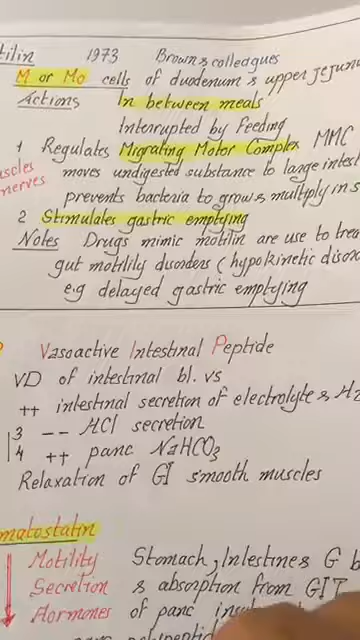 tilin 1973 Brown & colleagues
M or Mo cells of duodenum & upper jejunu
Actions In between meals
Interrupted by feeding
1 Regulates Migrating Motor Complex MMC
uscles moves undigested substance to large intest
nerves prevents bacteria to grow & multiply in s
2 Stimulates gastric emptying
Notes Drugs mimic motilin are use to trea
gut motility disorders (hypokinetic disor
e.g delayed gastric emptying
Vasoactive Intestinal Peptide
VD of intestinal bl. vs
++ intestinal secretion of electrolyte & H2
3 -- HCl secretion
4 ++ panc NaHCO3
Relaxation of GI smooth muscles
matostatin
Motility Stomach, Intestines G b
Secretion & absorption from GIT
Hormones of panc